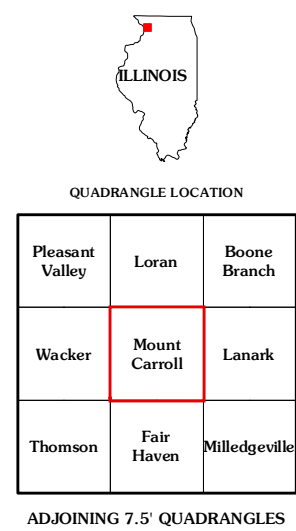 ILLINOIS
QUADRANGLE LOCATION
Pleasant
Valley
Loran
Boone
Branch
Wacker
Mount
Carroll
Lanark
Thomson
Fair
Haven
Milledgeville
ADJOINING 7.5' QUADRANGLES